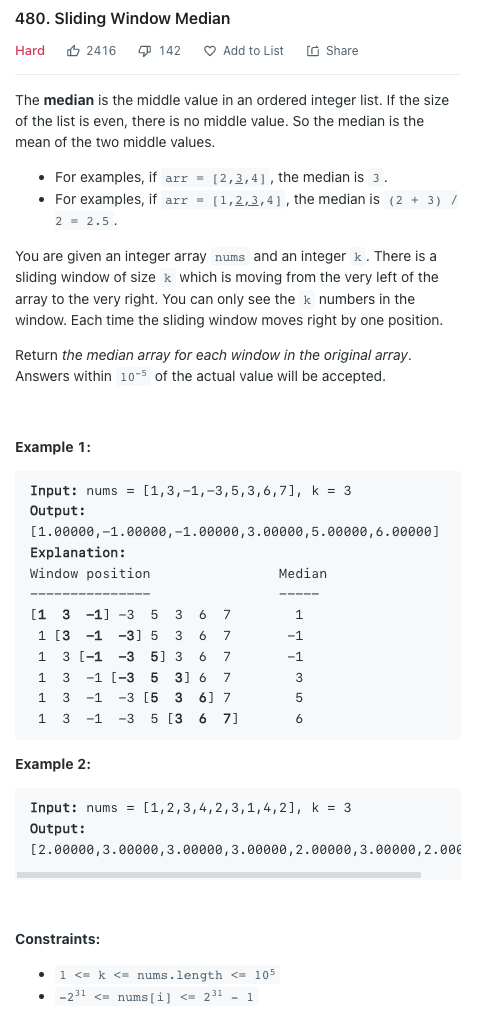 480. Sliding Window Median
Hard 2416 142 Add to List Share
The median is the middle value in an ordered integer list. If the size
of the list is even, there is no middle value. So the median is the
mean of the two middle values.
• For examples, if arr = [2,3,4], the median is 3.
• For examples, if arr = [1,2,3,4], the median is (2 + 3) /
2 = 2.5.
You are given an integer array nums and an integer k. There is a
sliding window of size k which is moving from the very left of the
array to the very right. You can only see the k numbers in the
window. Each time the sliding window moves right by one position.
Return the median array for each window in the original array.
Answers within 10⁻⁵ of the actual value will be accepted.
Example 1:
Input: nums = [1,3,−1,−3,5,3,6,7], k = 3
Output:
[1.00000,−1.00000,−1.00000,3.00000,5.00000,6.00000]
Explanation:
Window position Median
--------------- -----
[1 3 −1] −3 5 3 6 7 1
1 [3 −1 −3] 5 3 6 7 −1
1 3 [−1 −3 5] 3 6 7 −1
1 3 −1 [−3 5 3] 6 7 3
1 3 −1 −3 [5 3 6] 7 5
1 3 −1 −3 5 [3 6 7] 6
Example 2:
Input: nums = [1,2,3,4,2,3,1,4,2], k = 3
Output:
[2.00000,3.00000,3.00000,3.00000,2.00000,3.00000,2.000
Constraints:
• 1 <= k <= nums.length <= 10⁵
• −2³¹ <= nums[i] <= 2³¹ − 1